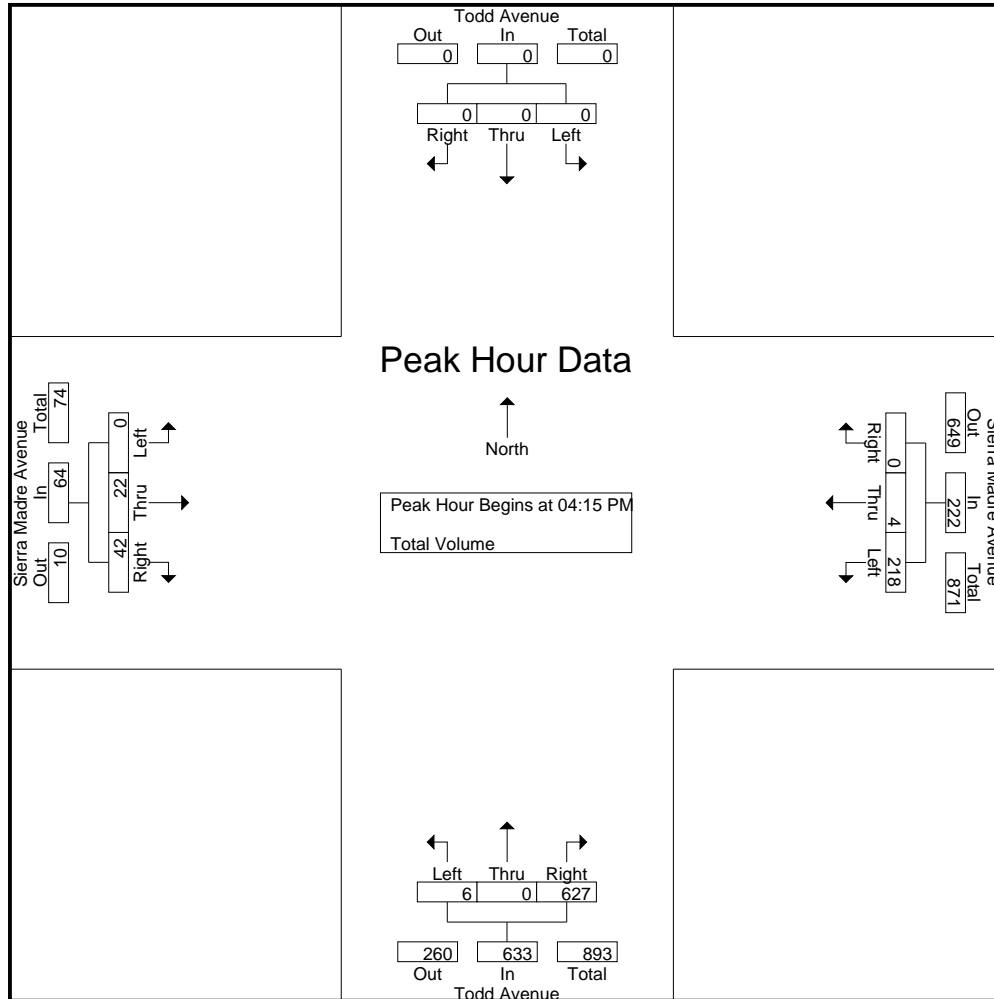 Todd Avenue
Out In Total
0 0 0
0 0 0
Right Thru Left
Peak Hour Data
North
Peak Hour Begins at 04:15 PM
Total Volume
Sierra Madre Avenue
Total In Out
74 64 10
0 22 42
Left Thru Right
Sierra Madre Avenue
Out In Total
649 222 871
0 4 218
Right Thru Left
Left Thru Right
6 0 627
260 633 893
Out In Total
Todd Avenue